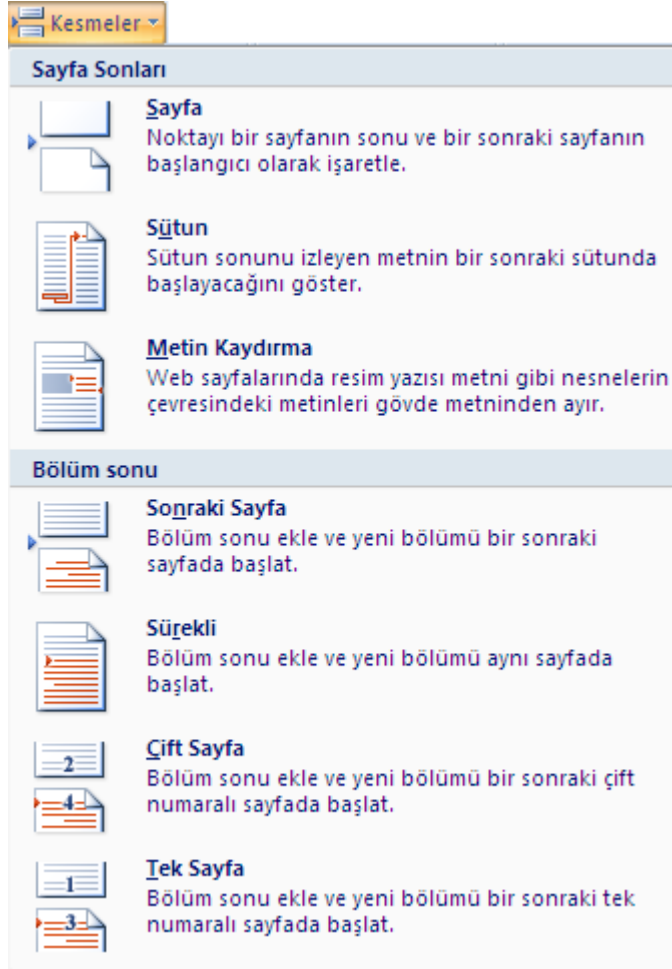 Kesmeler
Sayfa Sonları
Sayfa
Noktayı bir sayfanın sonu ve bir sonraki sayfanın
başlangıcı olarak işaretle.
Sütun
Sütun sonunu izleyen metnin bir sonraki sütunda
başlayacağını göster.
Metin Kaydırma
Web sayfalarında resim yazısı metni gibi nesnelerin
çevresindeki metinleri gövde metninden ayır.
Bölüm sonu
Sonraki Sayfa
Bölüm sonu ekle ve yeni bölümü bir sonraki
sayfada başlat.
Sürekli
Bölüm sonu ekle ve yeni bölümü aynı sayfada
başlat.
2
4
Çift Sayfa
Bölüm sonu ekle ve yeni bölümü bir sonraki çift
numaralı sayfada başlat.
1
3
Tek Sayfa
Bölüm sonu ekle ve yeni bölümü bir sonraki tek
numaralı sayfada başlat.